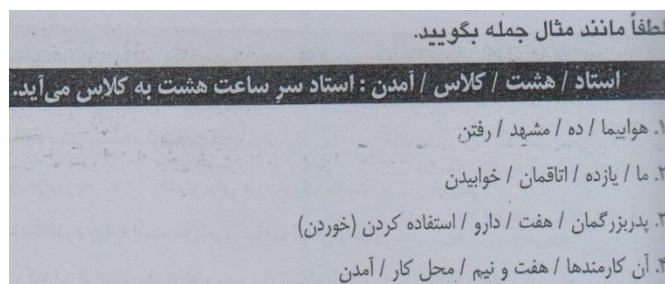 لطفاً مانند مثال جمله بگویید.
استاد / هشت / کلاس / آمدن : استاد سرِ ساعت هشت به کلاس می‌آید.
۱. هواپیما / ده / مشهد / رفتن
۲. ما / یازده / اتاقمان / خوابیدن
۳. پدربزرگمان / هفت / دارو / استفاده کردن (خوردن)
۴. آن کارمندها / هفت و نیم / محل کار / آمدن